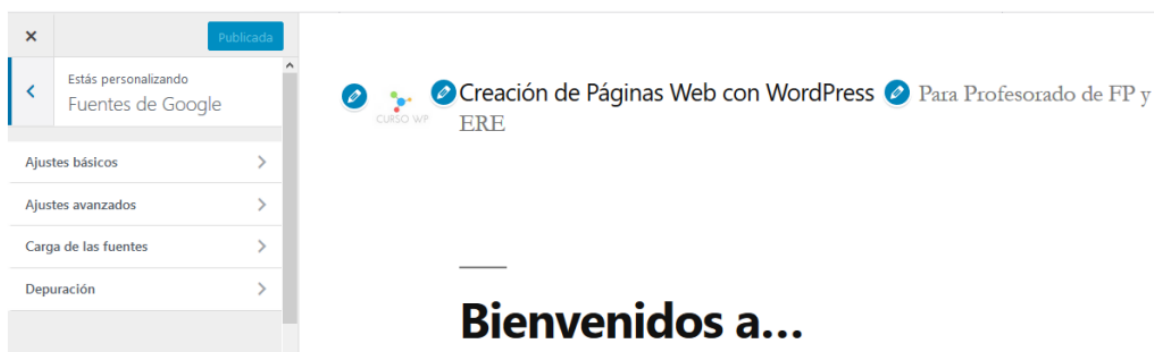 Publicada
Estás personalizando
Fuentes de Google
Ajustes básicos
Ajustes avanzados
Carga de las fuentes
Depuración
CURSO WP
Creación de Páginas Web con WordPress Para Profesorado de FP y
ERE
Bienvenidos a...